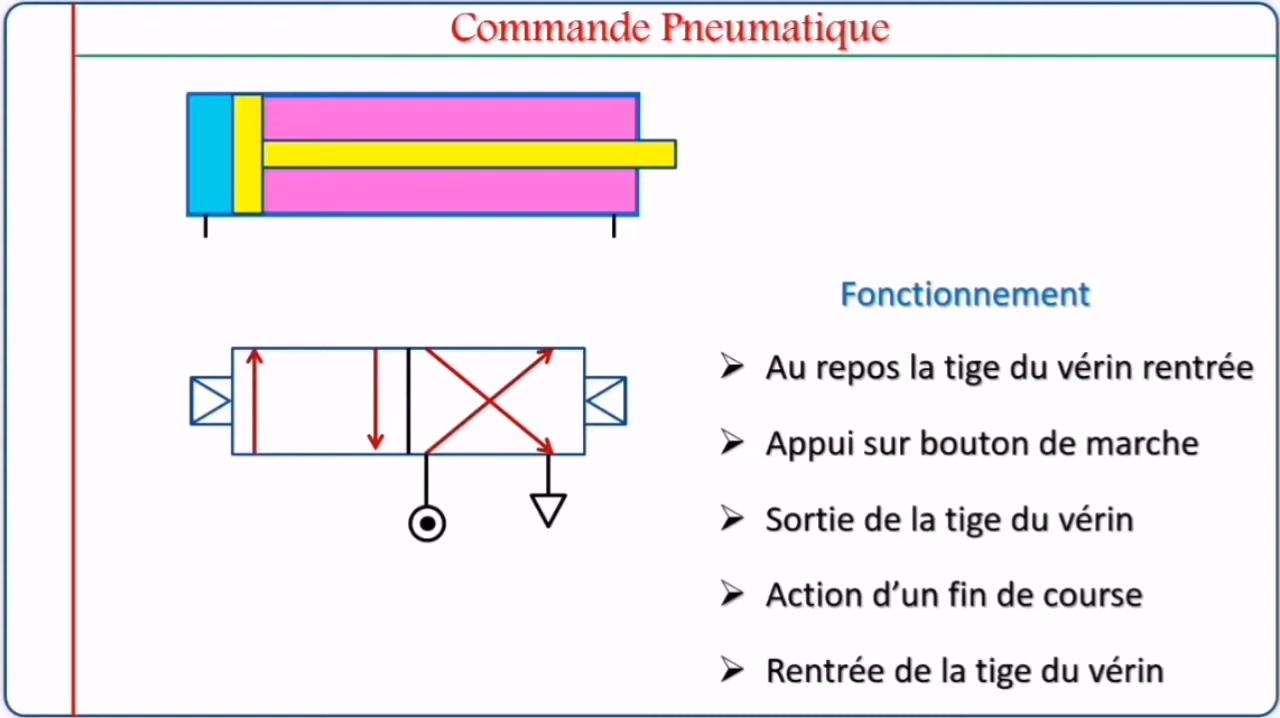 Commande Pneumatique
Fonctionnement
Au repos la tige du vérin rentrée
Appui sur bouton de marche
Sortie de la tige du vérin
Action d’un fin de course
Rentrée de la tige du vérin